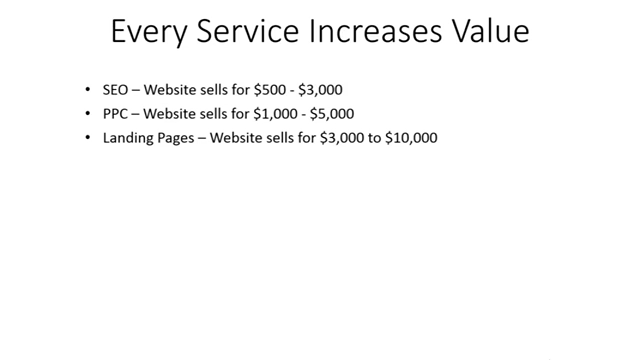 Every Service Increases Value
• SEO – Website sells for $500 - $3,000
• PPC – Website sells for $1,000 - $5,000
• Landing Pages – Website sells for $3,000 to $10,000